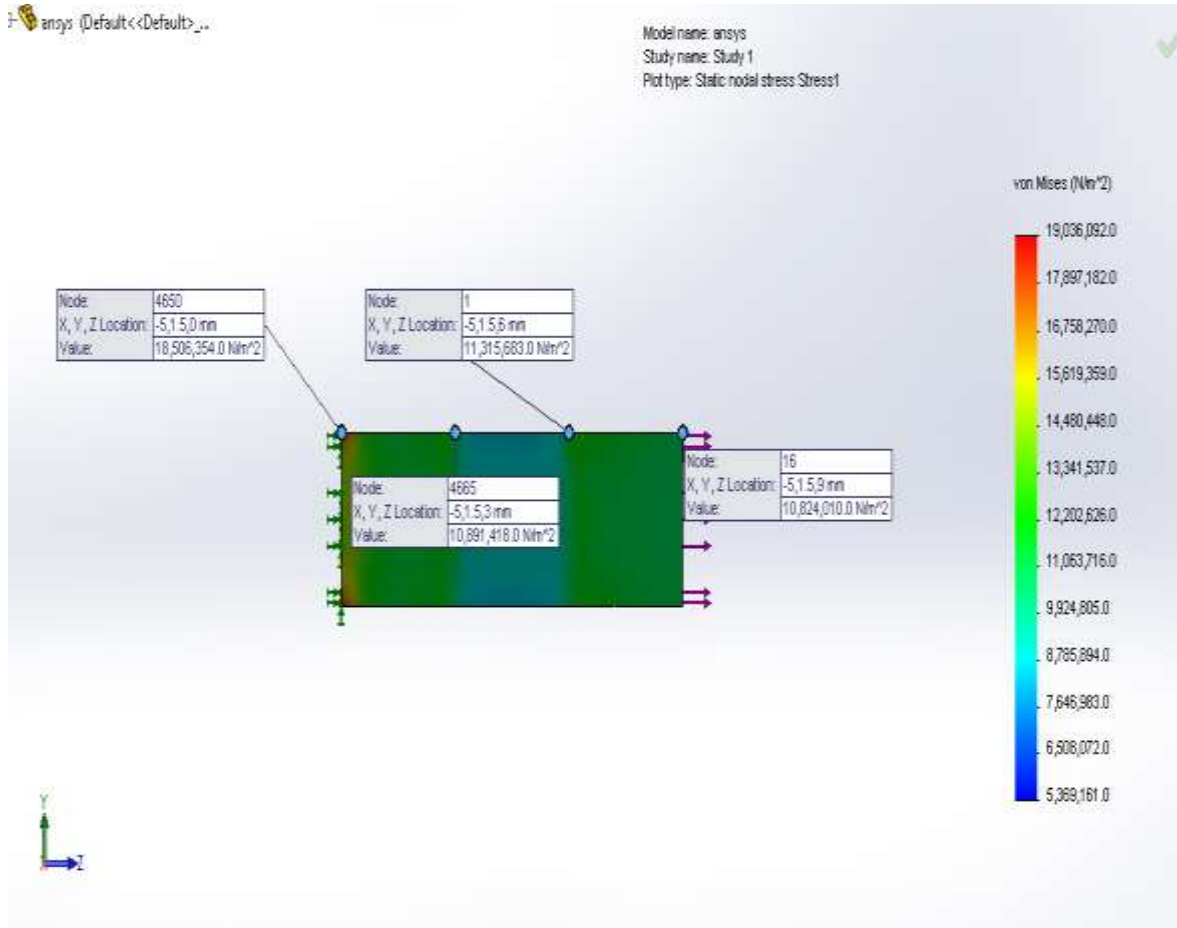 ansys (Default<<Default>_...
Model name: ansys
Study name: Study 1
Plot type: Static nodal stress Stress1
von Mises (N/m^2)
19,036,092.0
17,897,182.0
16,758,270.0
15,619,359.0
14,480,448.0
13,341,537.0
12,202,626.0
11,063,716.0
9,924,805.0
8,785,894.0
7,646,983.0
6,508,072.0
5,369,161.0
Node: 4650
X, Y, Z Location: -5,1.5,0 mm
Value: 18,506,354.0 N/m^2
Node: 1
X, Y, Z Location: -5,1.5,6 mm
Value: 11,315,683.0 N/m^2
Node: 4665
X, Y, Z Location: -5,1.5,3 mm
Value: 10,891,418.0 N/m^2
Node: 16
X, Y, Z Location: -5,1.5,9 mm
Value: 10,824,010.0 N/m^2
Y
Z